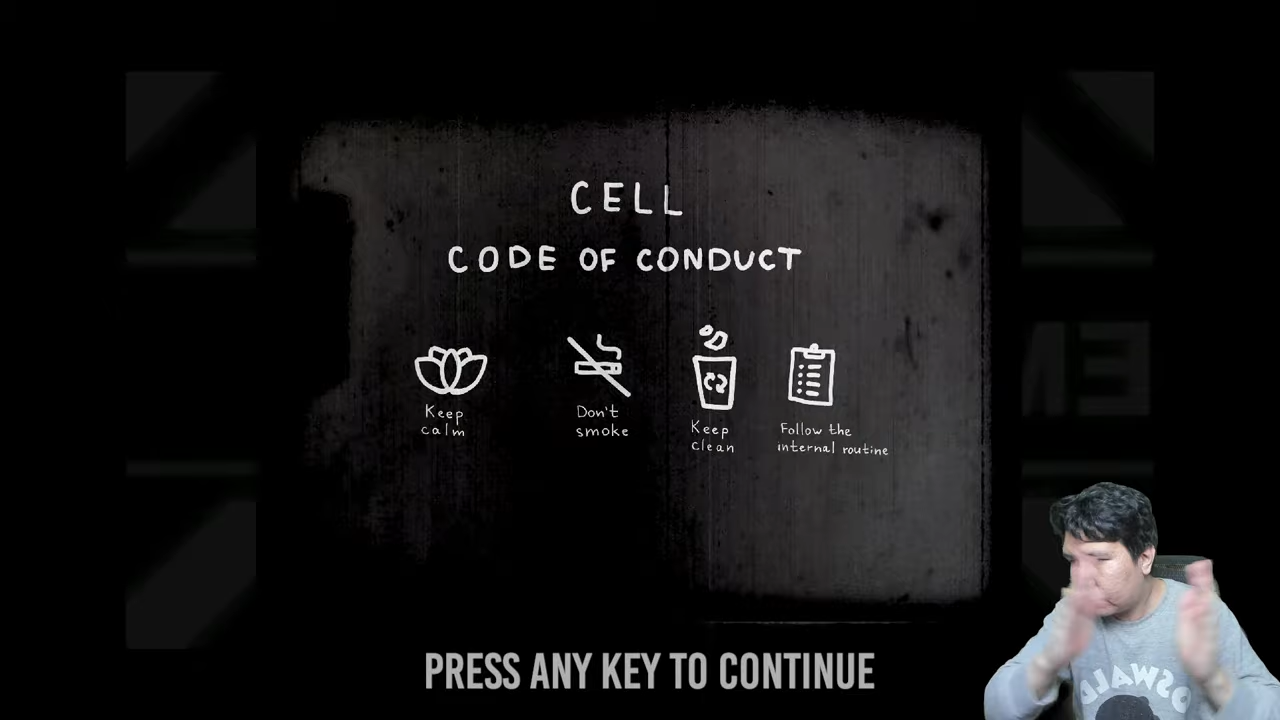 CELL
CODE OF CONDUCT
Keep
calm
Don't
smoke
Keep
clean
Follow the
internal routine
PRESS ANY KEY TO CONTINUE
OSWALD